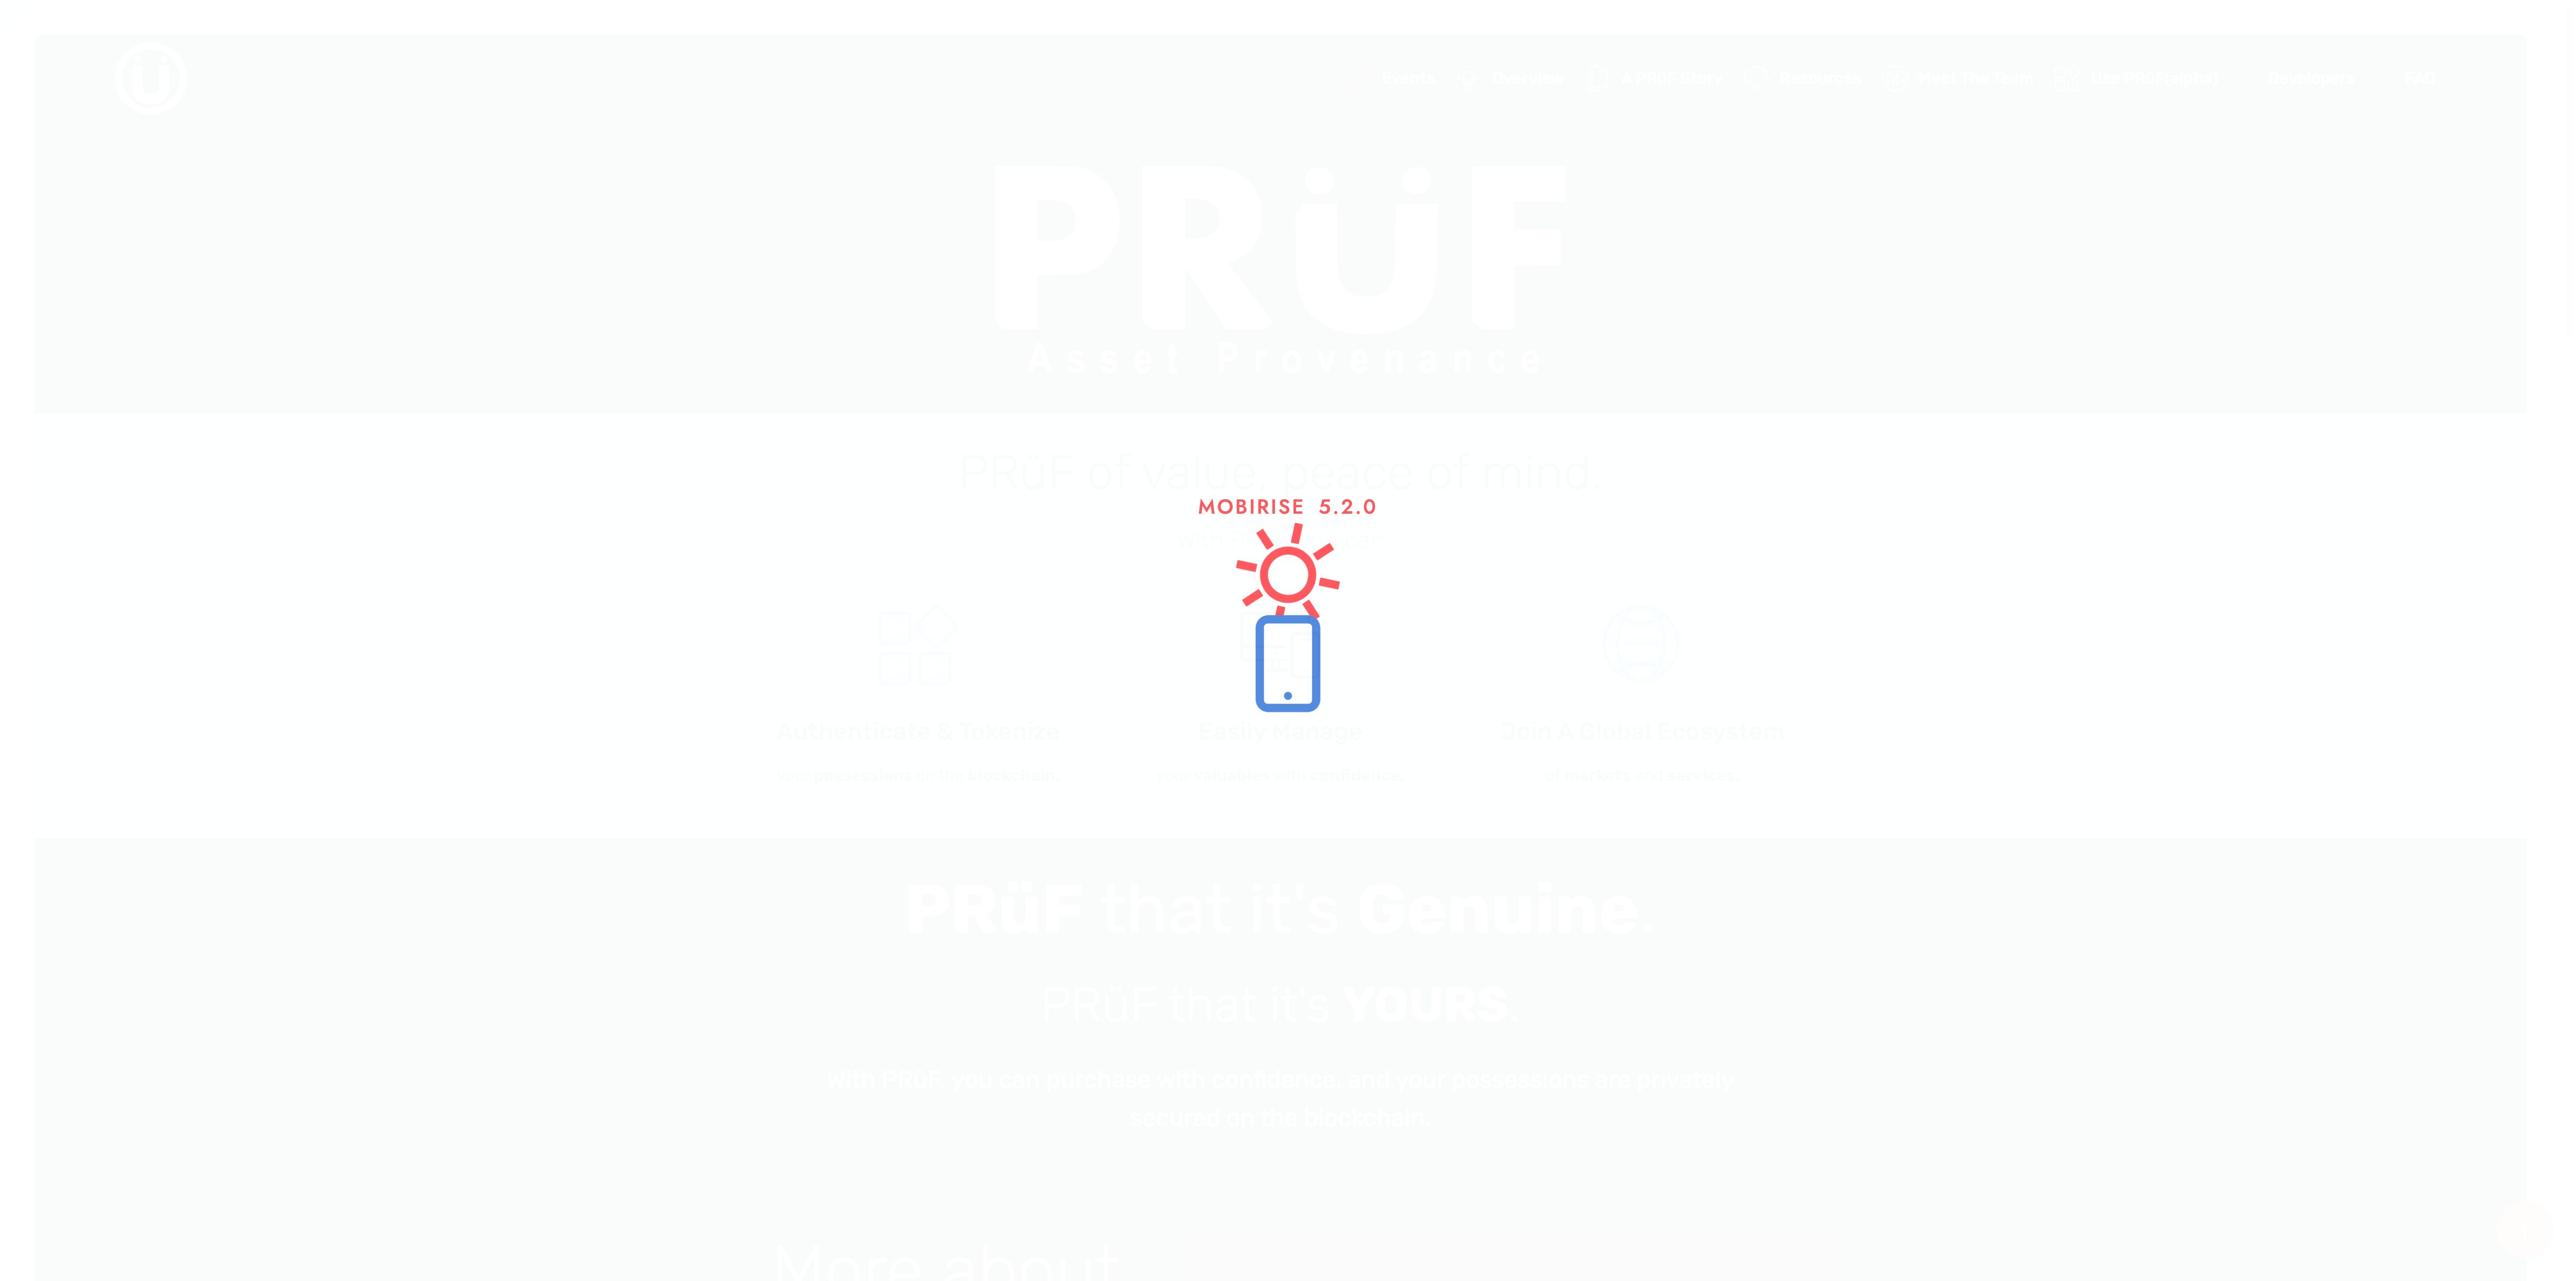 Ü
Events Overview A PRüF Story Resources Meet The Team Use PRüF(alpha) Developers FAQ
PRüF
Asset Provenance
PRüF of value, peace of mind.
MOBIRISE 5.2.0
With can
Authenticate & Tokenize Easily Manage Join A Global Ecosystem
your possessions on the blockchain. your valuables with confidence. of markets and services.
PRüF that it's Genuine.
PRüF that it's YOURS.
With PRüF, you can purchase with confidence, and your possessions are privately
secured on the blockchain.
More about